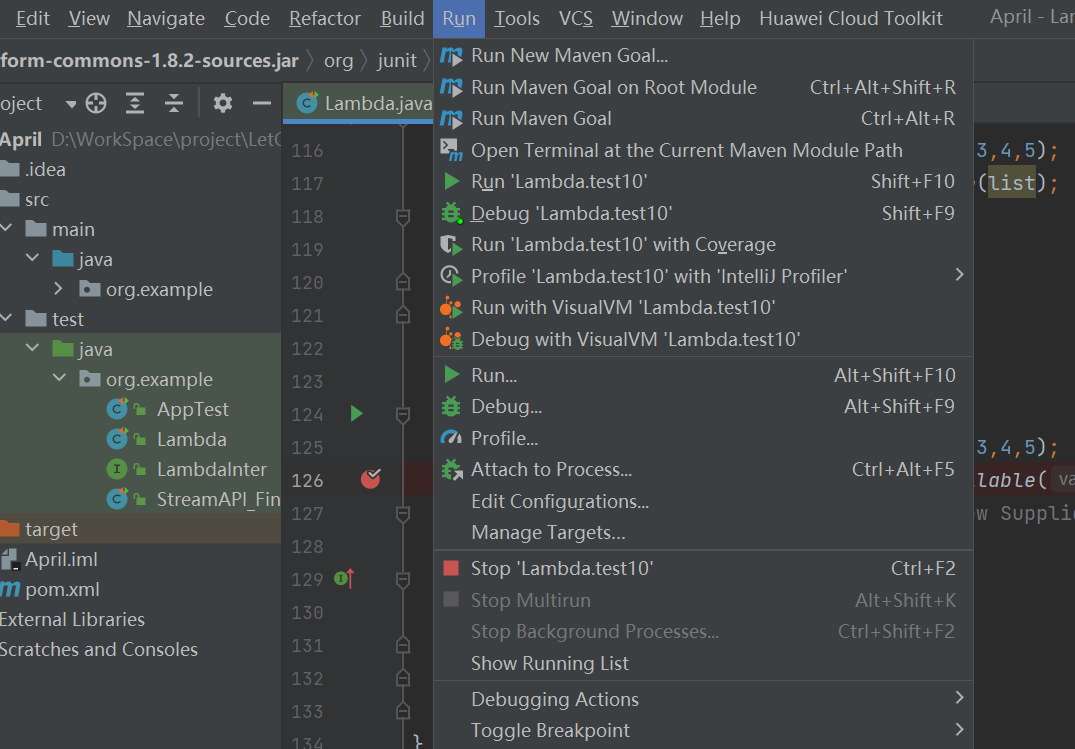 Edit View Navigate Code Refactor Build Run Tools VCS Window Help Huawei Cloud Toolkit April - Lar
form-commons-1.8.2-sources.jar org junit
oject
Lambda.java
April D:\WorkSpace\project\Let
.idea
src
main
java
org.example
test
java
org.example
AppTest
Lambda
LambdaInter
StreamAPI_Fin
target
April.iml
pom.xml
External Libraries
Scratches and Consoles
116
117
118
119
120
121
122
123
124
125
126
127
128
129
130
131
132
133
134
}
Run New Maven Goal...
Run Maven Goal on Root Module Ctrl+Alt+Shift+R
Run Maven Goal Ctrl+Alt+R
Open Terminal at the Current Maven Module Path
Run 'Lambda.test10' Shift+F10
Debug 'Lambda.test10' Shift+F9
Run 'Lambda.test10' with Coverage
Profile 'Lambda.test10' with 'IntelliJ Profiler'
Run with VisualVM 'Lambda.test10'
Debug with VisualVM 'Lambda.test10'
Run... Alt+Shift+F10
Debug... Alt+Shift+F9
Profile...
Attach to Process... Ctrl+Alt+F5
Edit Configurations...
Manage Targets...
Stop 'Lambda.test10' Ctrl+F2
Stop Multirun Alt+Shift+K
Stop Background Processes... Ctrl+Shift+F2
Show Running List
Debugging Actions
Toggle Breakpoint
3,4,5);
(list);
3,4,5);
lable( va
w Supplie